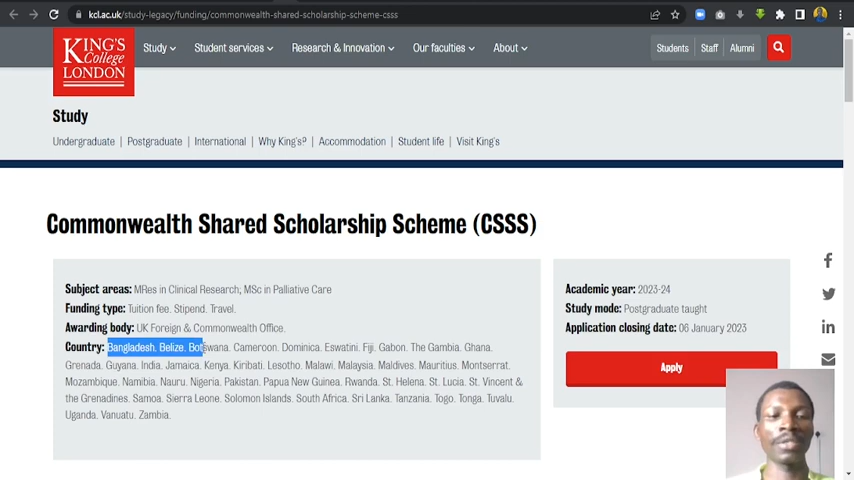 kcl.ac.uk/study-legacy/funding/commonwealth-shared-scholarship-scheme-csss
KING'S
College
LONDON
Study
Student services
Research & Innovation
Our faculties
About
Students
Staff
Alumni
Study
Undergraduate | Postgraduate | International | Why King's? | Accommodation | Student life | Visit King's
Commonwealth Shared Scholarship Scheme (CSSS)
Subject areas: MRes in Clinical Research; MSc in Palliative Care
Funding type: Tuition fee. Stipend. Travel.
Awarding body: UK Foreign & Commonwealth Office.
Country: Bangladesh. Belize. Botswana. Cameroon. Dominica. Eswatini. Fiji. Gabon. The Gambia. Ghana.
Grenada. Guyana. India. Jamaica. Kenya. Kiribati. Lesotho. Malawi. Malaysia. Maldives. Mauritius. Montserrat.
Mozambique. Namibia. Nauru. Nigeria. Pakistan. Papua New Guinea. Rwanda. St. Helena. St. Lucia. St. Vincent &
the Grenadines. Samoa. Sierra Leone. Solomon Islands. South Africa. Sri Lanka. Tanzania. Togo. Tonga. Tuvalu.
Uganda. Vanuatu. Zambia.
Academic year: 2023-24
Study mode: Postgraduate taught
Application closing date: 06 January 2023
Apply